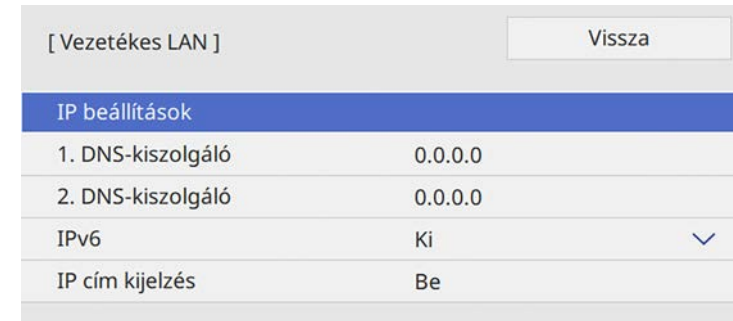 [ Vezetékes LAN ] Vissza
IP beállítások
1. DNS-kiszolgáló 0.0.0.0
2. DNS-kiszolgáló 0.0.0.0
IPv6 Ki
IP cím kijelzés Be